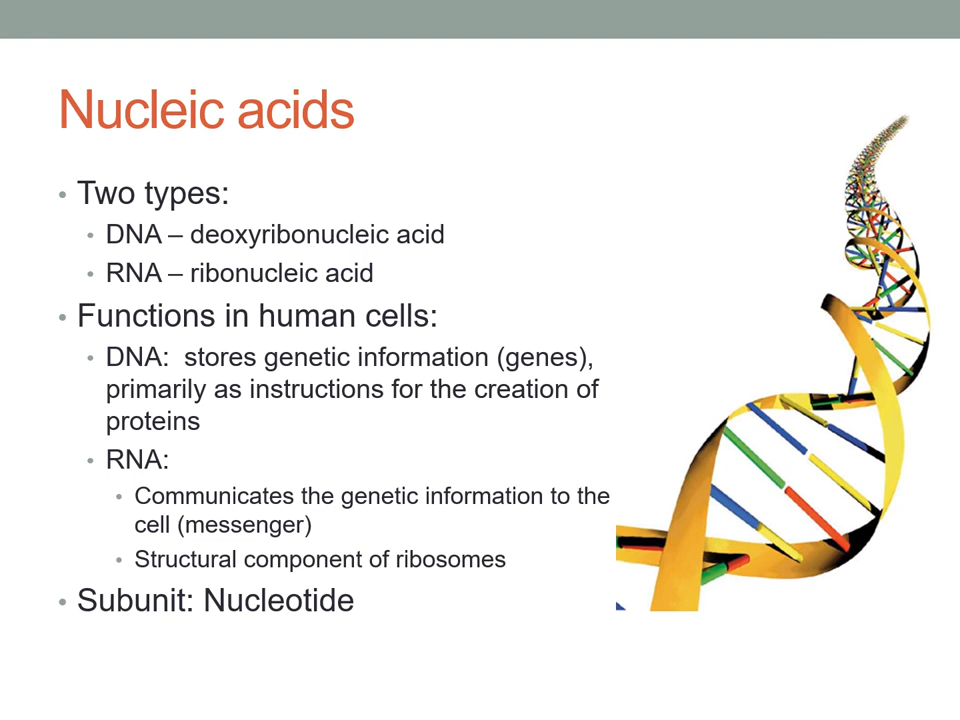 Nucleic acids
• Two types:
• DNA – deoxyribonucleic acid
• RNA – ribonucleic acid
• Functions in human cells:
• DNA:  stores genetic information (genes),
primarily as instructions for the creation of
proteins
• RNA:
• Communicates the genetic information to the
cell (messenger)
• Structural component of ribosomes
• Subunit: Nucleotide